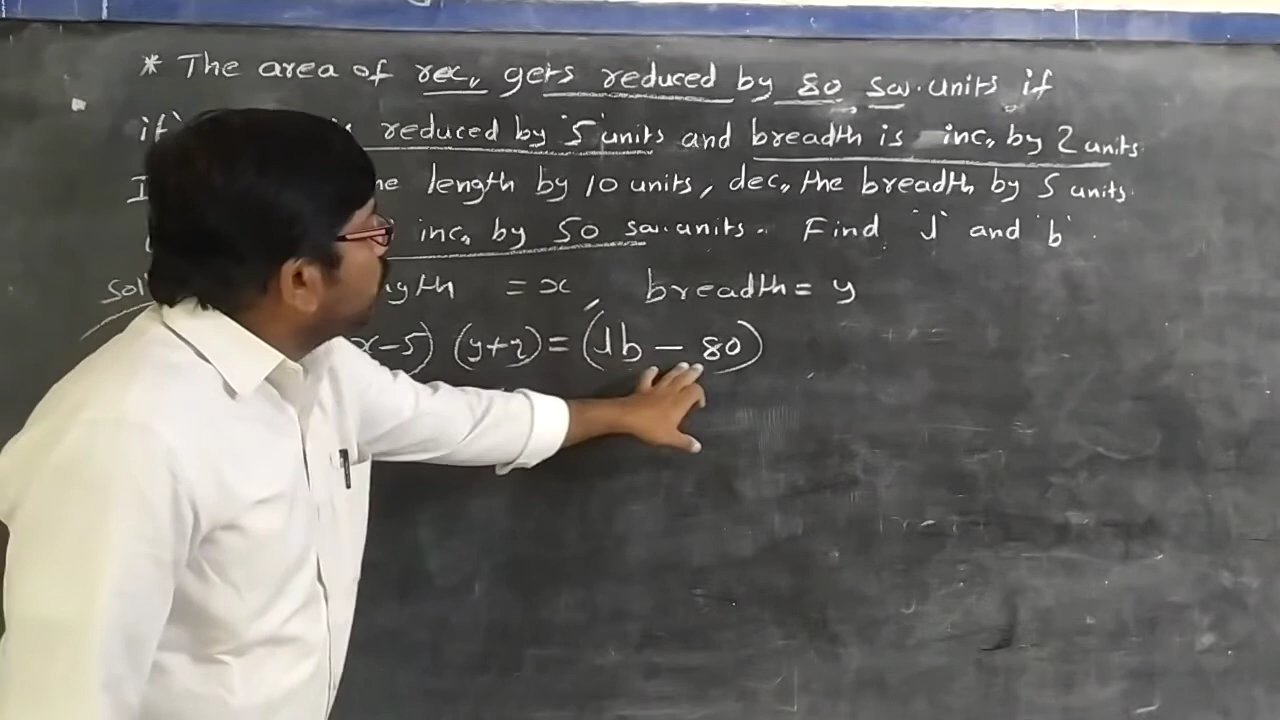 * The area of rec,, gets reduced by 80 sq. units if
if reduced by 5 units and breadth is inc,, by 2 units.
length by 10 units, dec,, the breadth by 5 units.
inc,, by 50 sq. units. Find 'l' and 'b'.
Sol = x, breadth = y
x-5) (y+2) = (lb - 80)